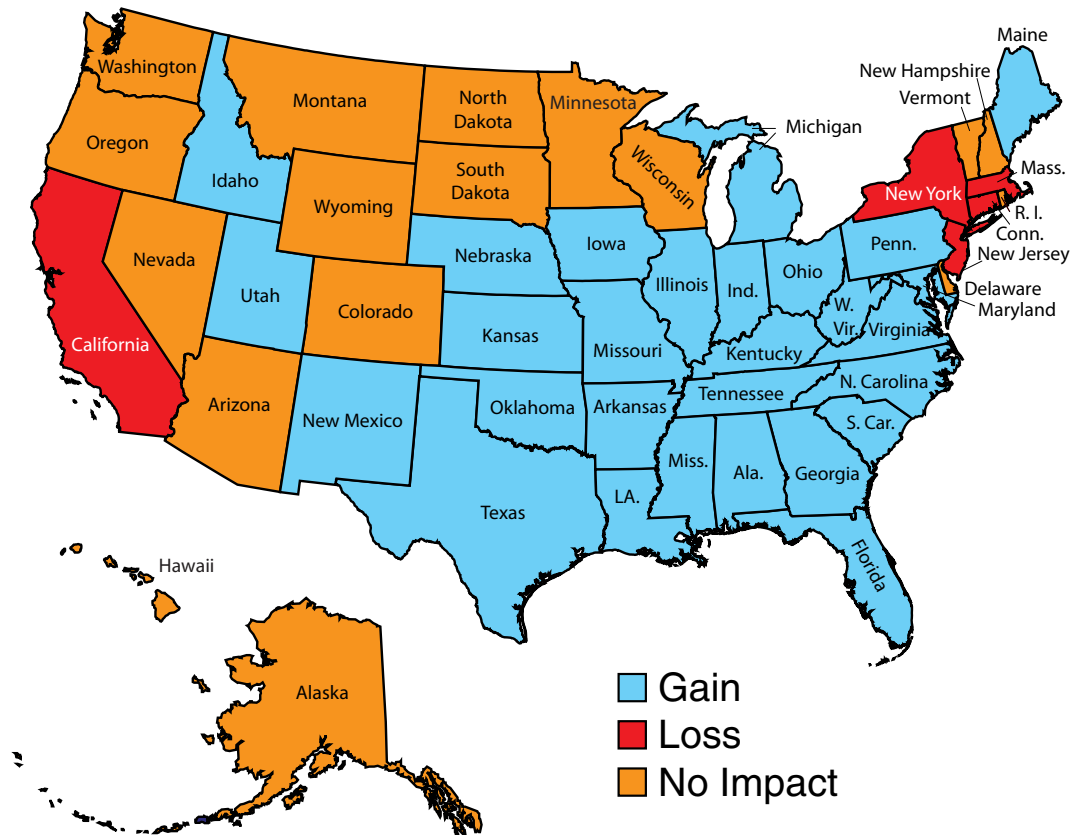 Maine
New Hampshire
Vermont
Washington
Montana
North
Dakota
Minnesota
Michigan
Oregon
Idaho
South
Dakota
Wisconsin
Mass.
New York
Wyoming
R. I.
Conn.
Nevada
Nebraska
Iowa
Penn.
New Jersey
Utah
Illinois
Ind.
Ohio
Delaware
Maryland
W.
Vir.
Virginia
California
Colorado
Kansas
Missouri
Kentucky
Arizona
New Mexico
Oklahoma
Arkansas
Tennessee
N. Carolina
S. Car.
Texas
LA.
Miss.
Ala.
Georgia
Florida
Hawaii
Alaska
Gain
Loss
No Impact